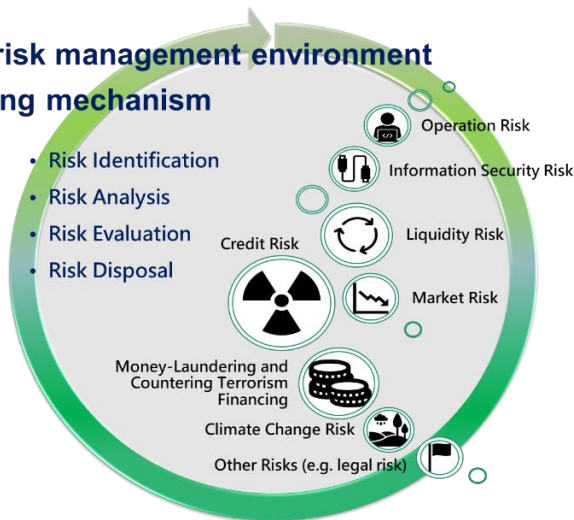 risk management environment
ng mechanism
• Risk Identification
• Risk Analysis
• Risk Evaluation
• Risk Disposal
Operation Risk
Information Security Risk
Credit Risk
Liquidity Risk
Market Risk
Money-Laundering and
Countering Terrorism
Financing
Climate Change Risk
Other Risks (e.g. legal risk)